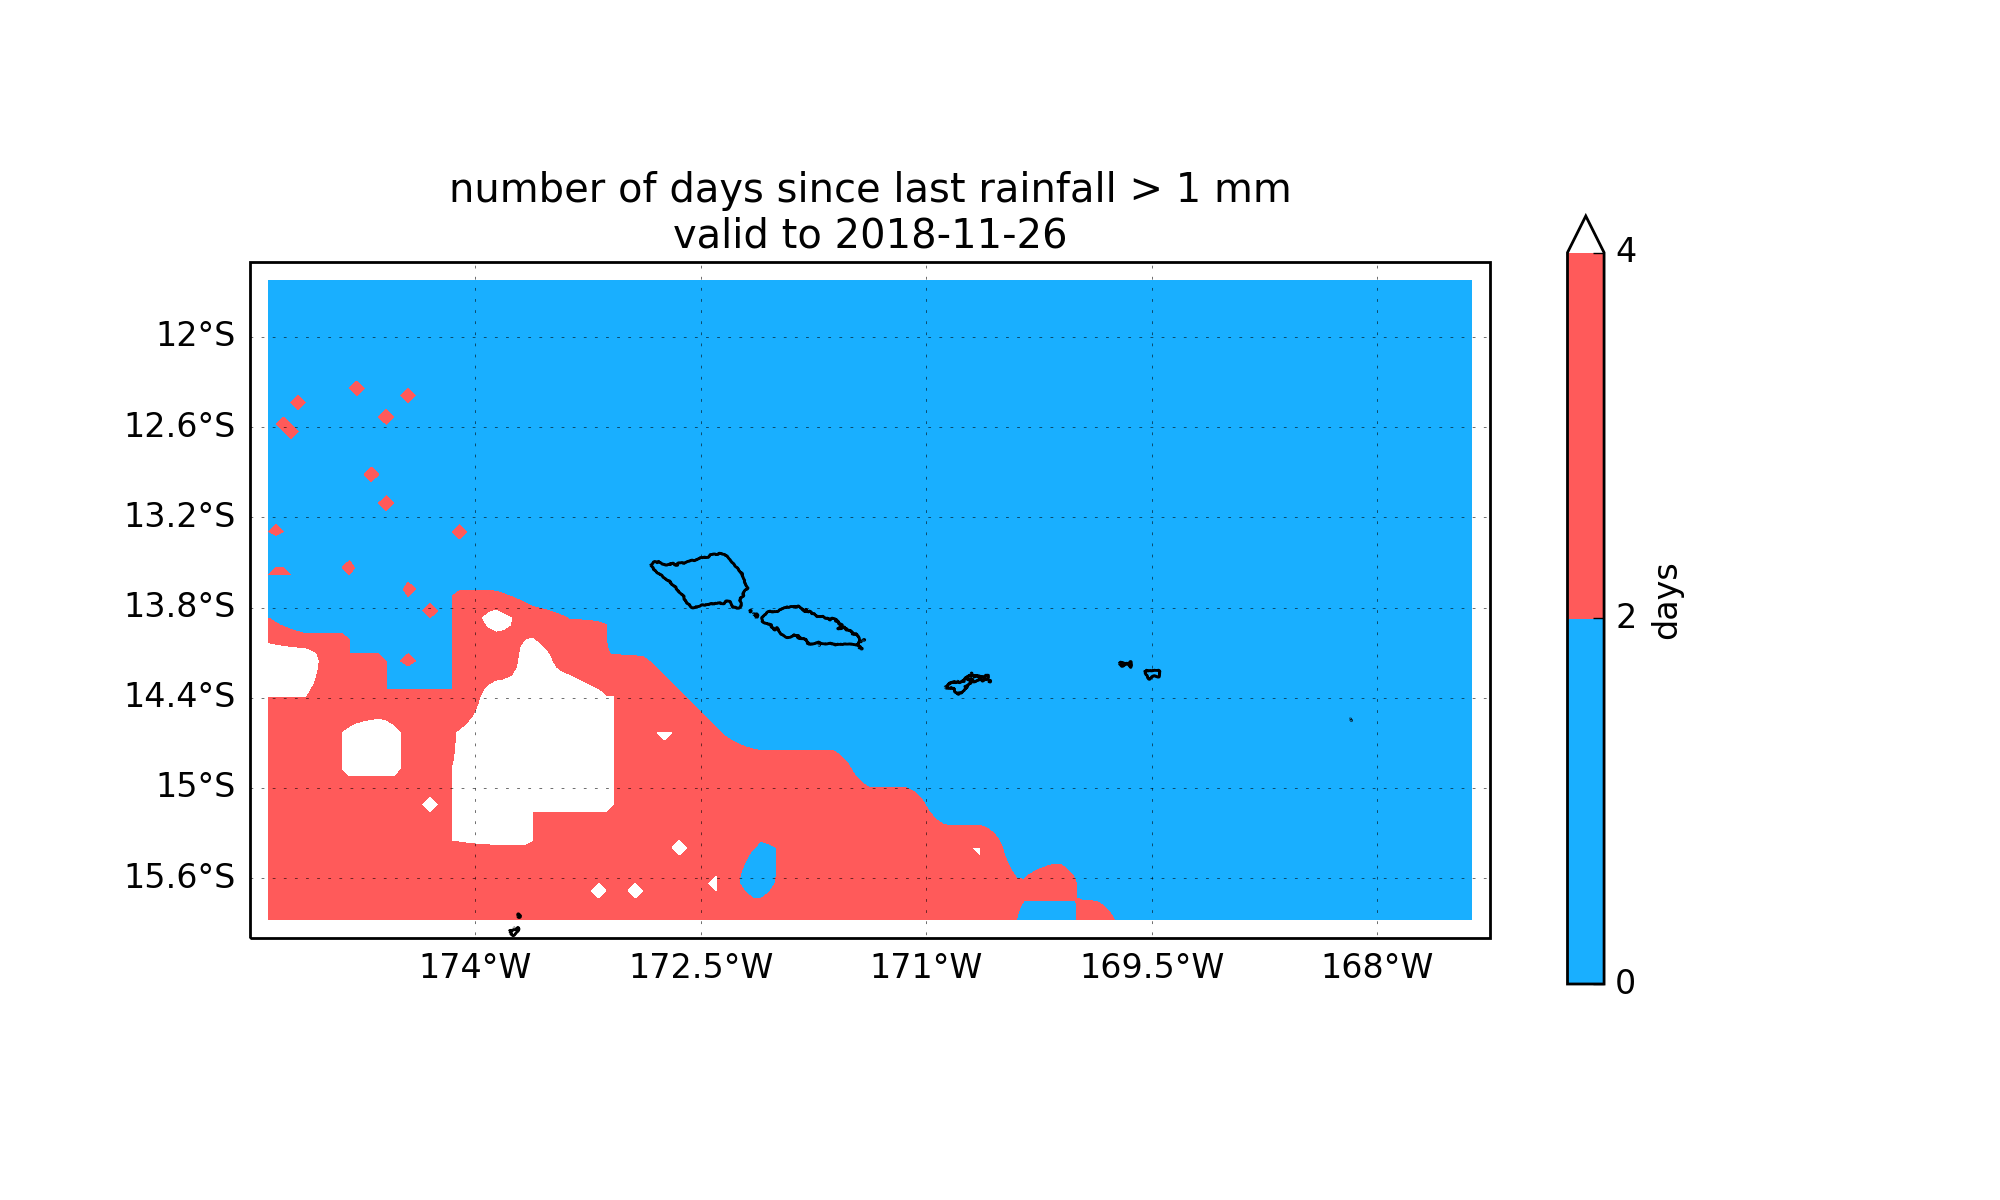 number of days since last rainfall > 1 mm
valid to 2018-11-26
12°S
12.6°S
13.2°S
13.8°S
14.4°S
15°S
15.6°S
174°W
172.5°W
171°W
169.5°W
168°W
4
2
0
days